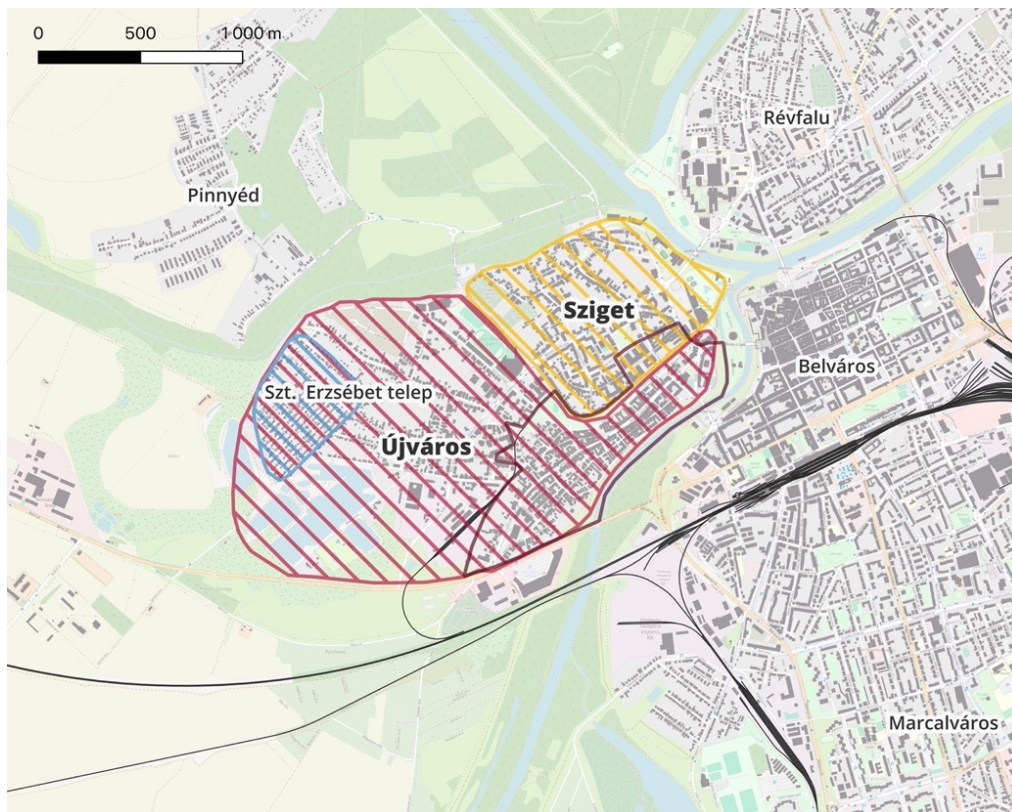 0 500 1 000 m
Révfalu
Pinnyéd
Sziget
Belváros
Szt. Erzsébet telep
Újváros
Marcalváros